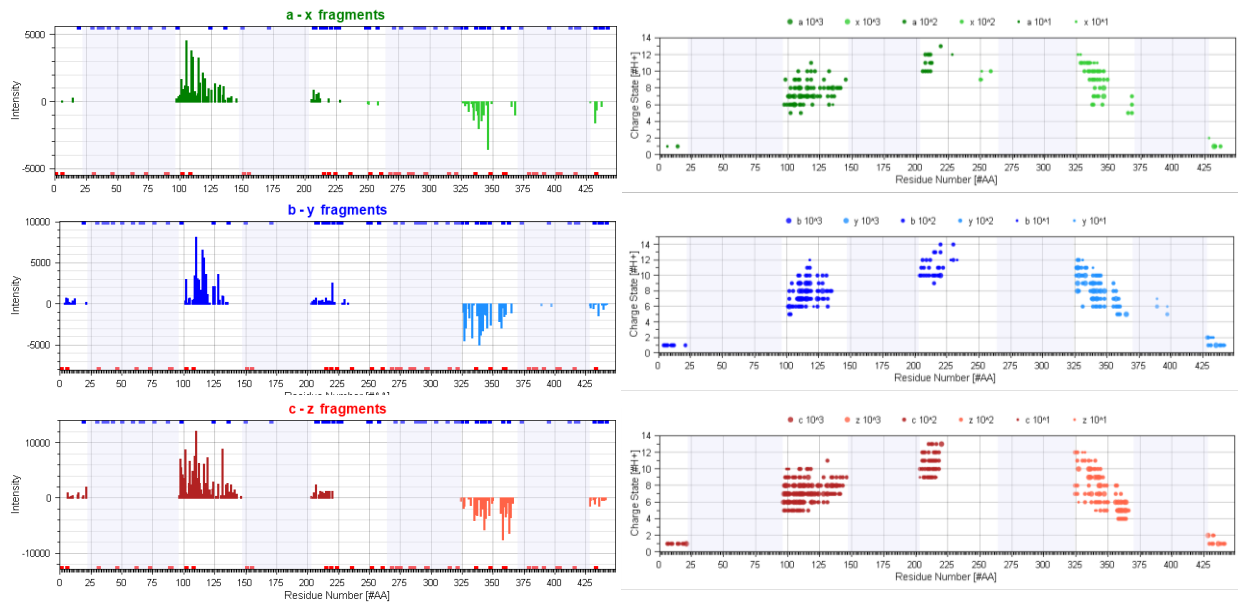 a - x fragments
5000
0
-5000
Intensity
0 25 50 75 100 125 150 175 200 225 250 275 300 325 350 375 400 425
Residue Number [#AA]
a 10^3 x 10^3 a 10^2 x 10^2 a 10^1 x 10^1
14
12
10
8
6
4
2
0
Charge State [#H+]
0 25 50 75 100 125 150 175 200 225 250 275 300 325 350 375 400 425
Residue Number [#AA]
b - y fragments
10000
5000
0
-5000
Intensity
0 25 50 75 100 125 150 175 200 225 250 275 300 325 350 375 400 425
Residue Number [#AA]
b 10^3 y 10^3 b 10^2 y 10^2 b 10^1 y 10^1
14
12
10
8
6
4
2
0
Charge State [#H+]
0 25 50 75 100 125 150 175 200 225 250 275 300 325 350 375 400 425
Residue Number [#AA]
c - z fragments
10000
0
-10000
Intensity
0 25 50 75 100 125 150 175 200 225 250 275 300 325 350 375 400 425
Residue Number [#AA]
c 10^3 z 10^3 c 10^2 z 10^2 c 10^1 z 10^1
14
12
10
8
6
4
2
0
Charge State [#H+]
0 25 50 75 100 125 150 175 200 225 250 275 300 325 350 375 400 425
Residue Number [#AA]